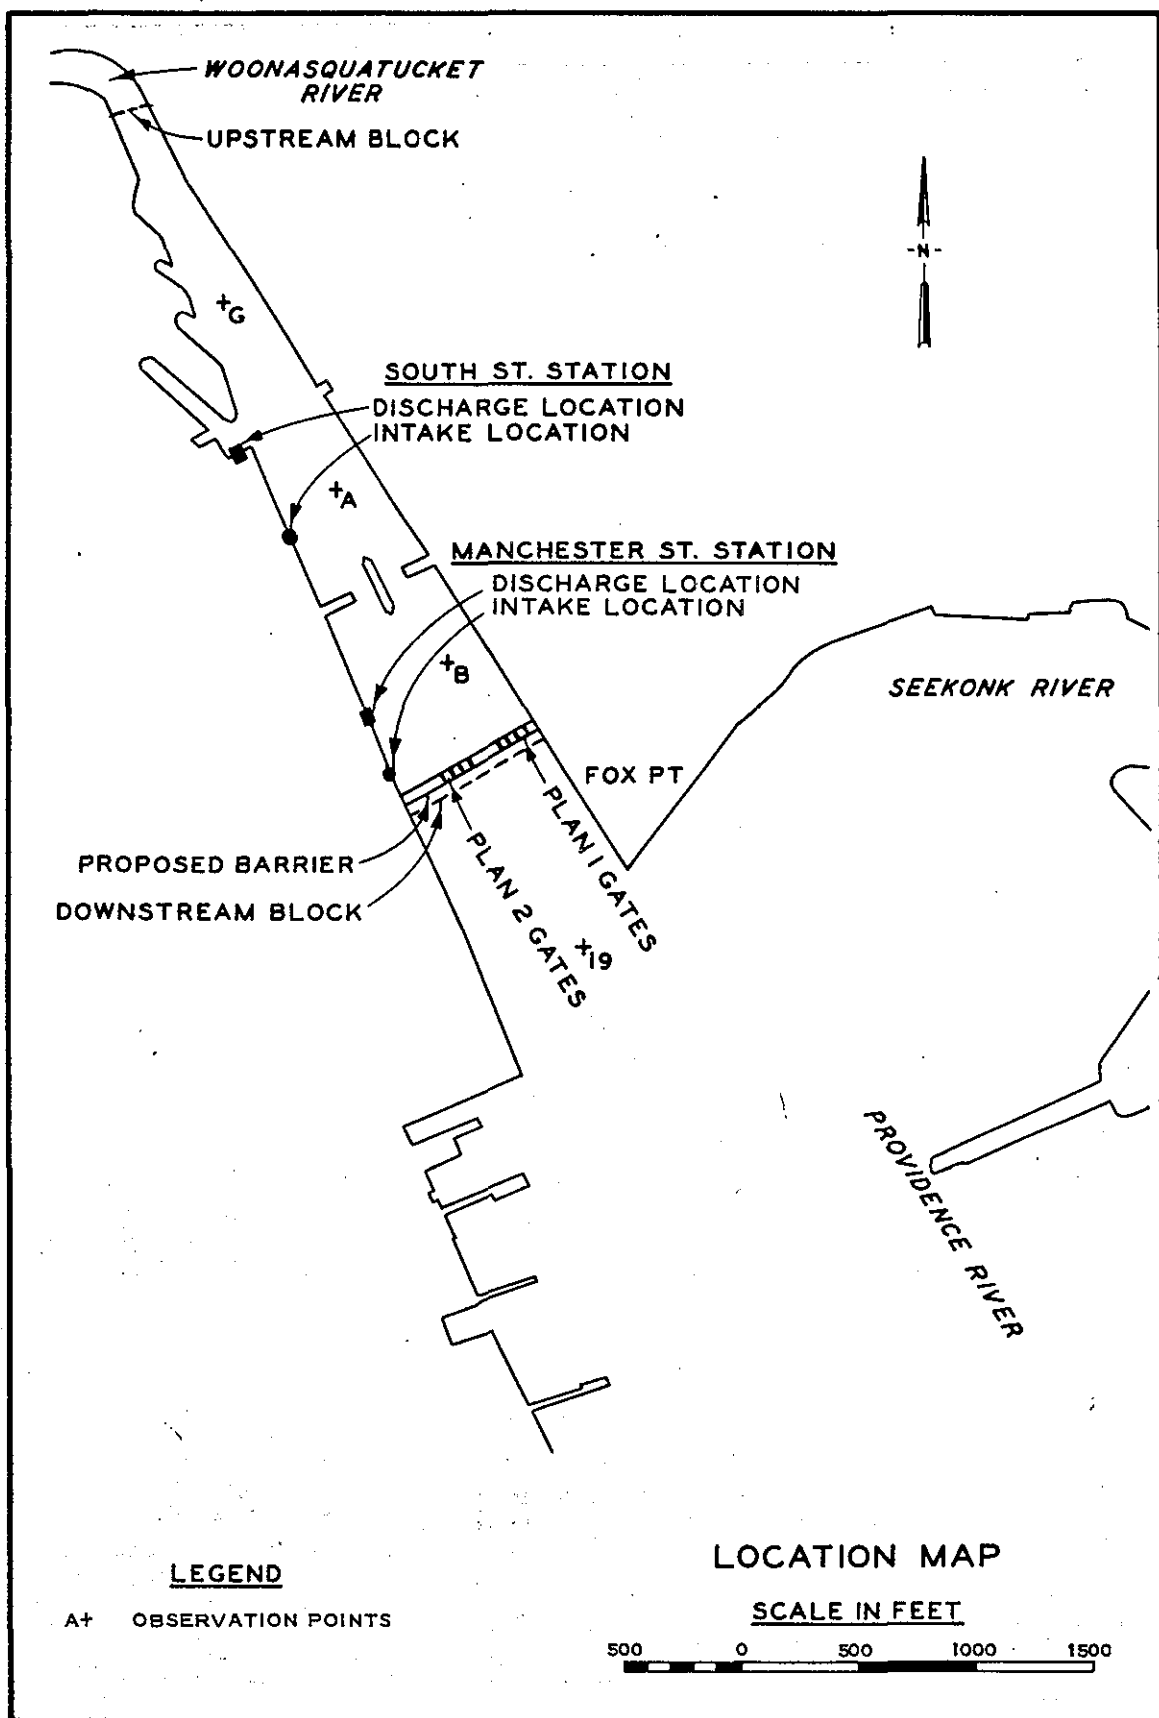 WOONASQUATUCKET
RIVER
UPSTREAM BLOCK
-N-
+G
SOUTH ST. STATION
DISCHARGE LOCATION
INTAKE LOCATION
+A
MANCHESTER ST. STATION
DISCHARGE LOCATION
INTAKE LOCATION
+B
SEEKONK RIVER
FOX PT
PLAN 1 GATES
PROPOSED BARRIER
PLAN 2 GATES
DOWNSTREAM BLOCK
x19
PROVIDENCE RIVER
LEGEND
A+ OBSERVATION POINTS
LOCATION MAP
SCALE IN FEET
500 0 500 1000 1500